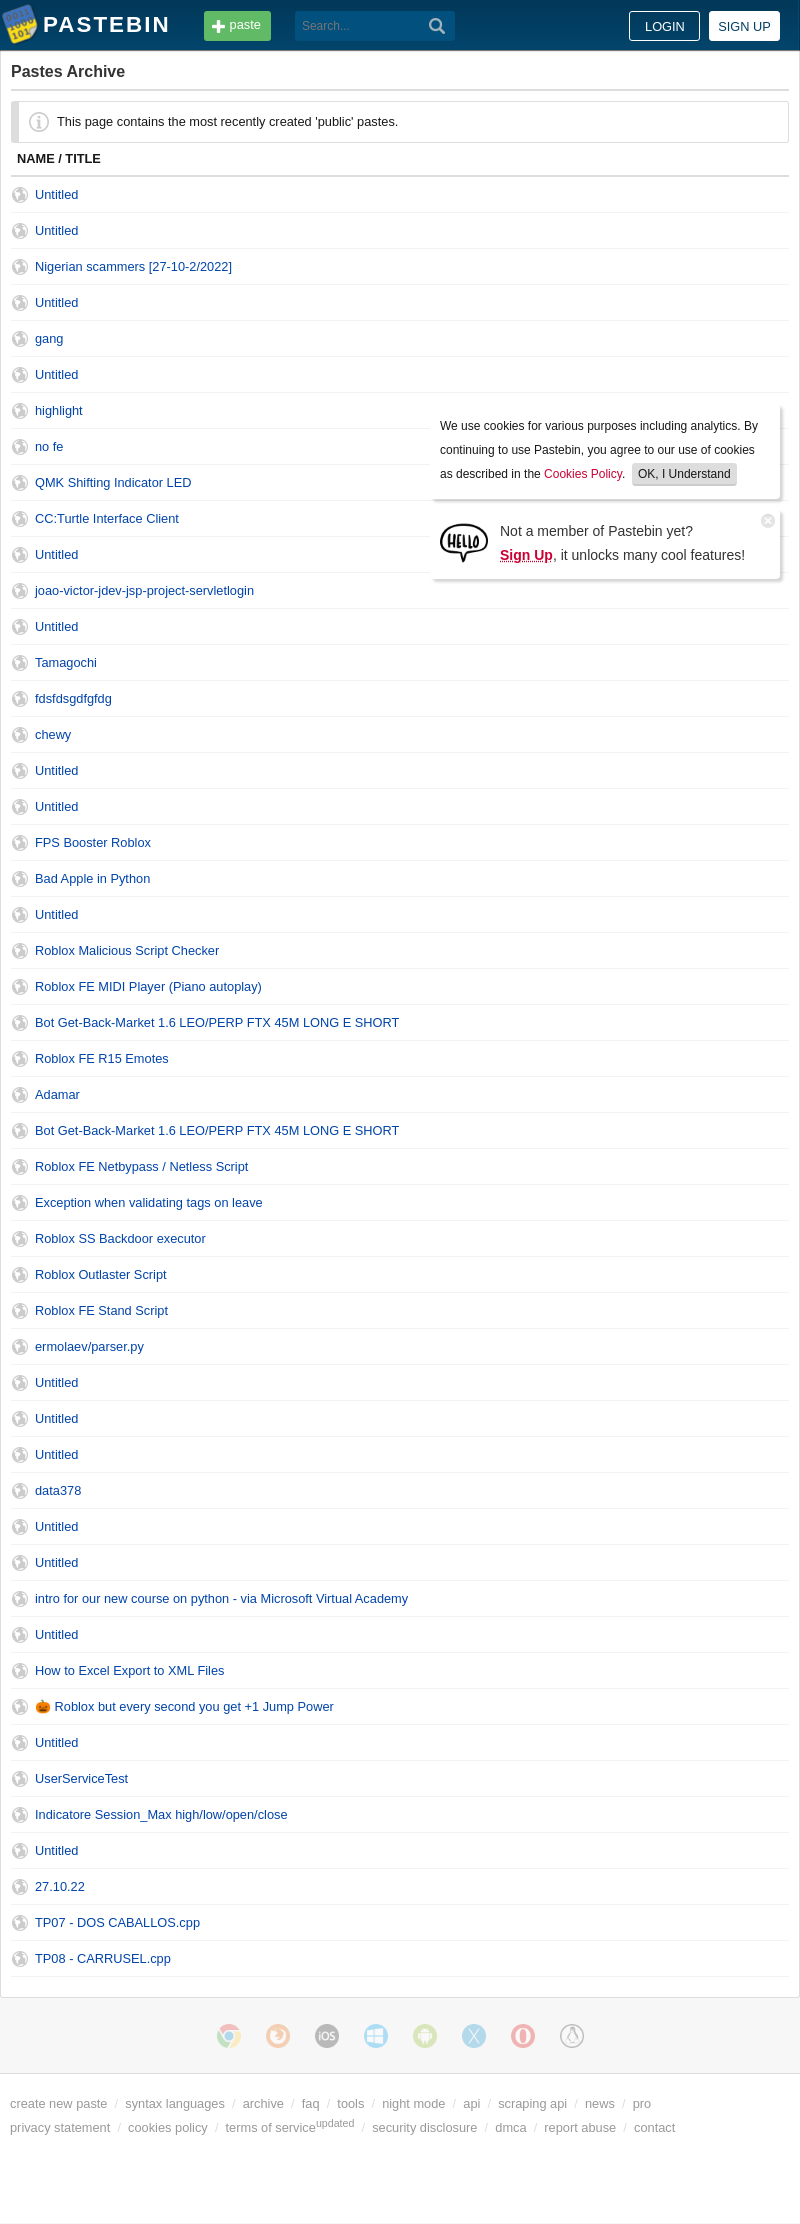 PASTEBIN paste Search... LOGIN SIGN UP
Pastes Archive
This page contains the most recently created 'public' pastes.
NAME / TITLE
Untitled
Untitled
Nigerian scammers [27-10-2/2022]
Untitled
gang
Untitled
highlight
no fe
QMK Shifting Indicator LED
CC:Turtle Interface Client
Untitled
joao-victor-jdev-jsp-project-servletlogin
Untitled
Tamagochi
fdsfdsgdfgfdg
chewy
Untitled
Untitled
FPS Booster Roblox
Bad Apple in Python
Untitled
Roblox Malicious Script Checker
Roblox FE MIDI Player (Piano autoplay)
Bot Get-Back-Market 1.6 LEO/PERP FTX 45M LONG E SHORT
Roblox FE R15 Emotes
Adamar
Bot Get-Back-Market 1.6 LEO/PERP FTX 45M LONG E SHORT
Roblox FE Netbypass / Netless Script
Exception when validating tags on leave
Roblox SS Backdoor executor
Roblox Outlaster Script
Roblox FE Stand Script
ermolaev/parser.py
Untitled
Untitled
Untitled
data378
Untitled
Untitled
intro for our new course on python - via Microsoft Virtual Academy
Untitled
How to Excel Export to XML Files
🎃 Roblox but every second you get +1 Jump Power
Untitled
UserServiceTest
Indicatore Session_Max high/low/open/close
Untitled
27.10.22
TP07 - DOS CABALLOS.cpp
TP08 - CARRUSEL.cpp
We use cookies for various purposes including analytics. By
continuing to use Pastebin, you agree to our use of cookies
as described in the Cookies Policy. OK, I Understand
HELLO
Not a member of Pastebin yet?
Sign Up, it unlocks many cool features!
iOS
create new paste / syntax languages / archive / faq / tools / night mode / api / scraping api / news / pro
privacy statement / cookies policy / terms of serviceupdated / security disclosure / dmca / report abuse / contact